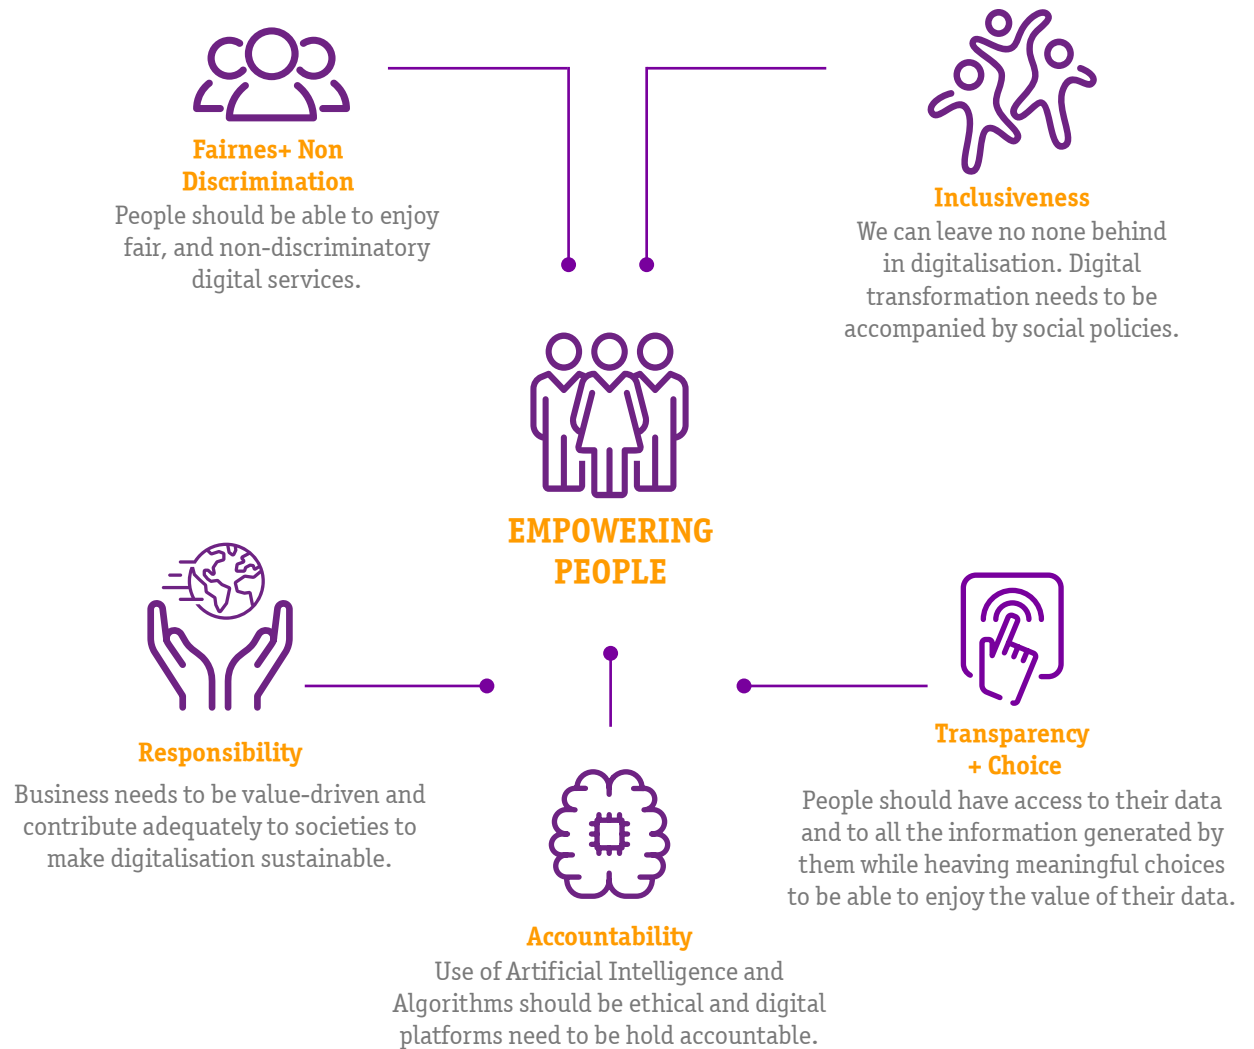 Fairnes+ Non
Discrimination
People should be able to enjoy
fair, and non-discriminatory
digital services.
Inclusiveness
We can leave no none behind
in digitalisation. Digital
transformation needs to be
accompanied by social policies.
EMPOWERING
PEOPLE
Responsibility
Business needs to be value-driven and
contribute adequately to societies to
make digitalisation sustainable.
Transparency
+ Choice
People should have access to their data
and to all the information generated by
them while heaving meaningful choices
to be able to enjoy the value of their data.
Accountability
Use of Artificial Intelligence and
Algorithms should be ethical and digital
platforms need to be hold accountable.